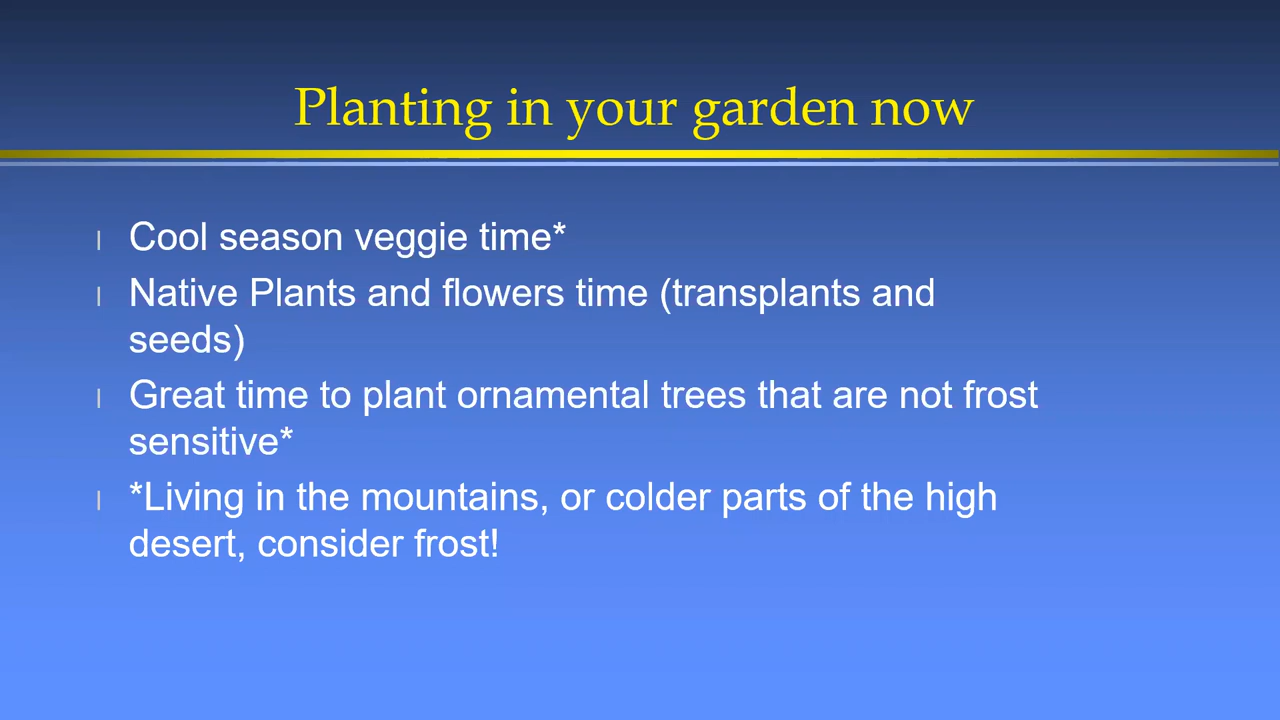 Planting in your garden now
l Cool season veggie time*
l Native Plants and flowers time (transplants and
seeds)
l Great time to plant ornamental trees that are not frost
sensitive*
l *Living in the mountains, or colder parts of the high
desert, consider frost!